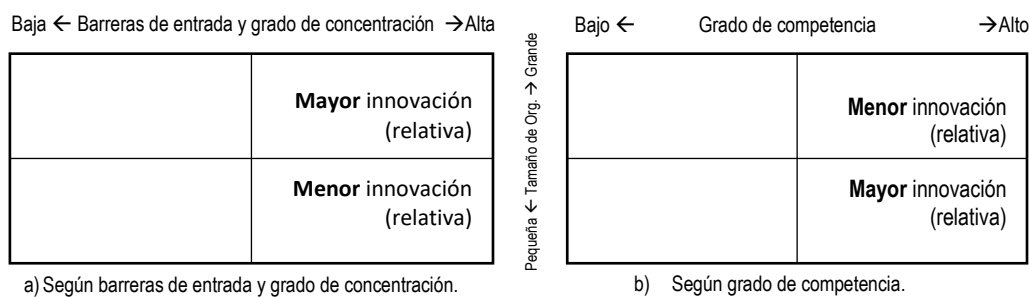 Baja ← Barreras de entrada y grado de concentración →Alta
Mayor innovación
(relativa)
Menor innovación
(relativa)
a) Según barreras de entrada y grado de concentración.
Pequeña ← Tamaño de Org. → Grande
Bajo ← Grado de competencia →Alto
Menor innovación
(relativa)
Mayor innovación
(relativa)
b) Según grado de competencia.